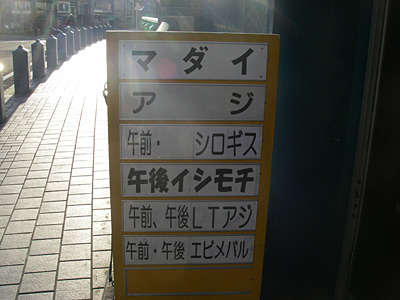 マダイ
アジ
午前・ シロギス
午後イシモチ
午前、午後LTアジ
午前・午後 エビメバル